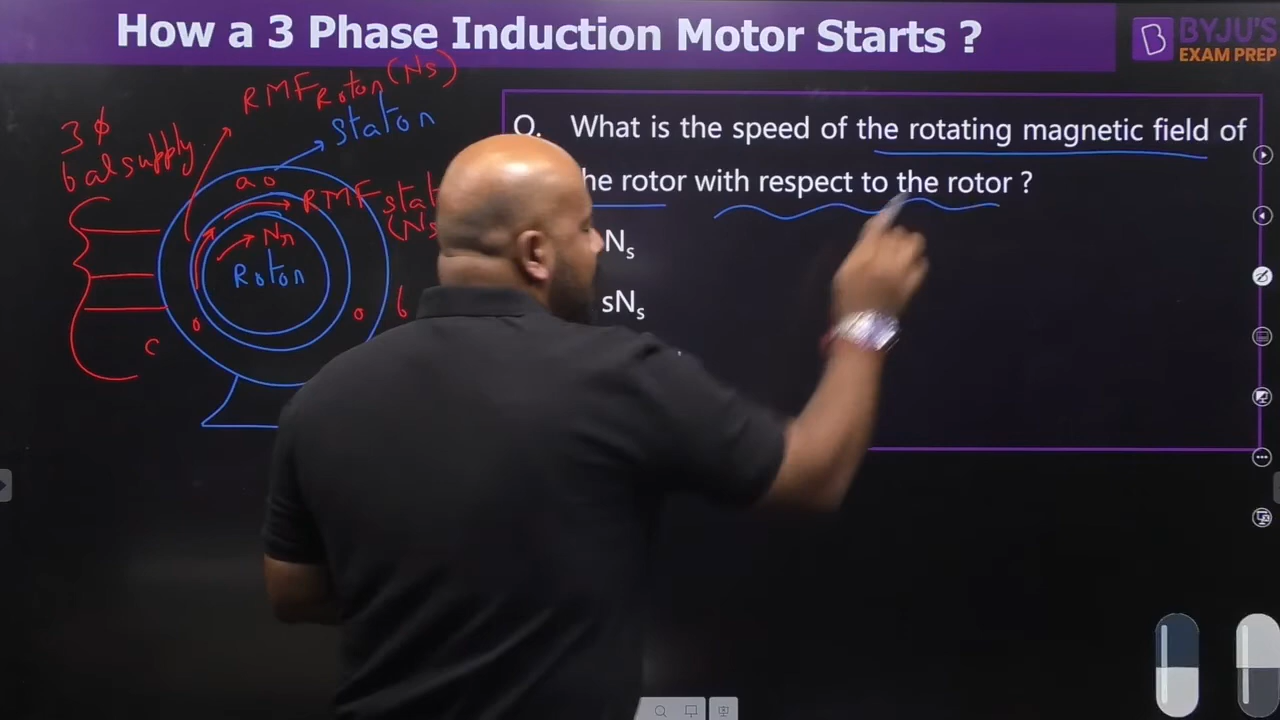 How a 3 Phase Induction Motor Starts ?
BYJU'S
EXAM PREP
RMF Rotor (Ns)
3φ
bal supply
stator
a
RMF stat
(Ns
Nr
Rotor
b
c
Q. What is the speed of the rotating magnetic field of
he rotor with respect to the rotor ?
Ns
sNs